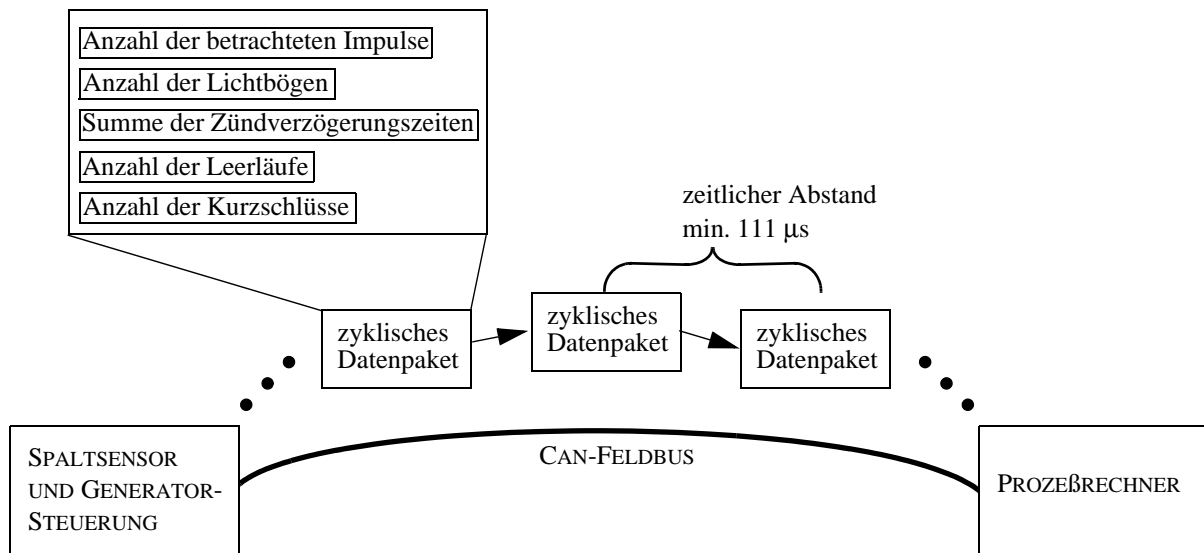 Anzahl der betrachteten Impulse
Anzahl der Lichtbögen
Summe der Zündverzögerungszeiten
Anzahl der Leerläufe
Anzahl der Kurzschlüsse
zeitlicher Abstand
min. 111 μs
zyklisches
Datenpaket
zyklisches
Datenpaket
zyklisches
Datenpaket
SPALTSENSOR
UND GENERATOR-
STEUERUNG
CAN-FELDBUS
PROZEßRECHNER